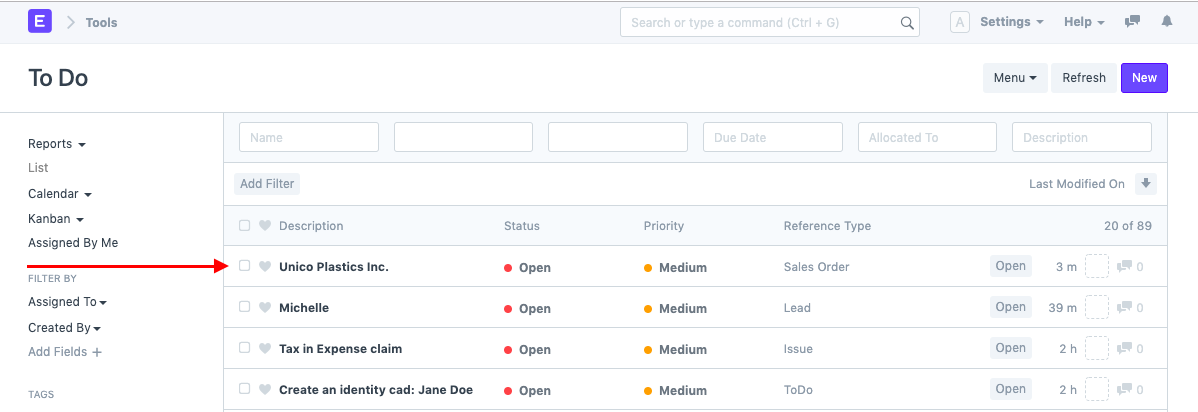 E Tools Search or type a command (Ctrl + G) A Settings Help
To Do Menu Refresh New
Reports
List
Calendar
Kanban
Assigned By Me
FILTER BY
Assigned To
Created By
Add Fields +
TAGS
Name Due Date Allocated To Description
Add Filter Last Modified On
Description Status Priority Reference Type 20 of 89
Unico Plastics Inc. Open Medium Sales Order Open 3 m 0
Michelle Open Medium Lead Open 39 m 0
Tax in Expense claim Open Medium Issue Open 2 h 0
Create an identity cad: Jane Doe Open Medium ToDo Open 2 h 0